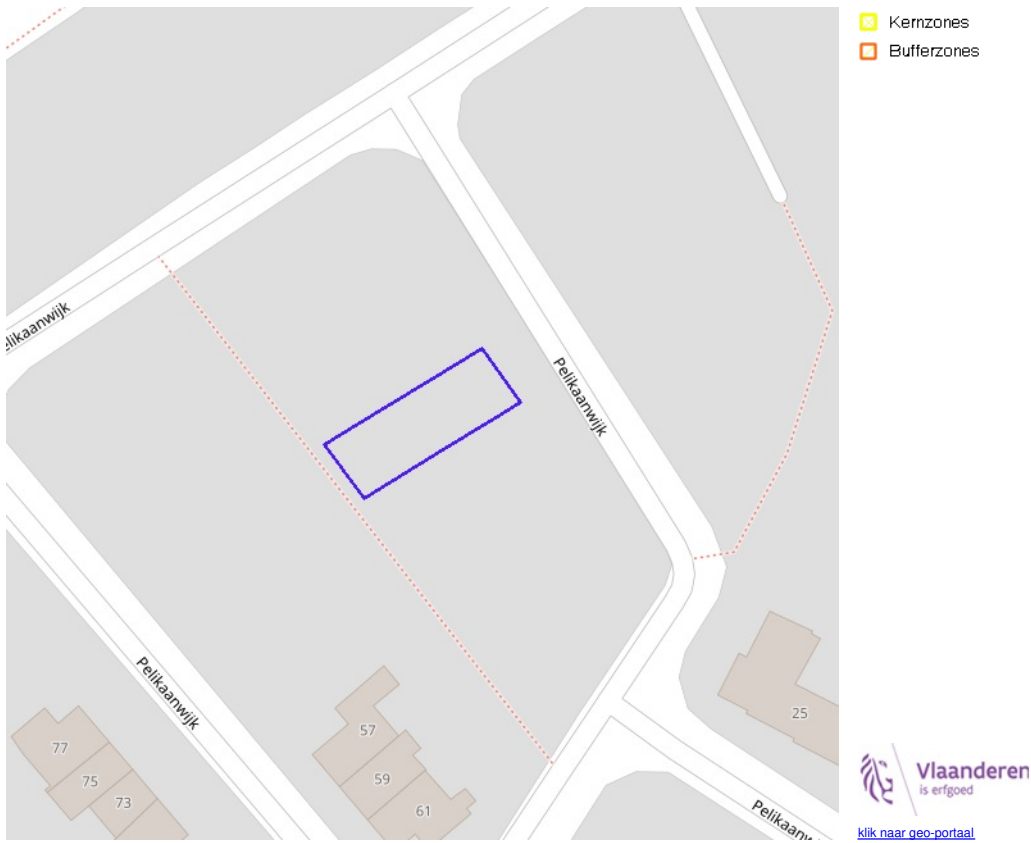 Kernzones
Bufferzones
elikaanwijk
Pelikaanwijk
Pelikaanwijk
57
25
77
59
75
73
61
Vlaanderen
is erfgoed
Pelikaanw
klik naar geo-portaal